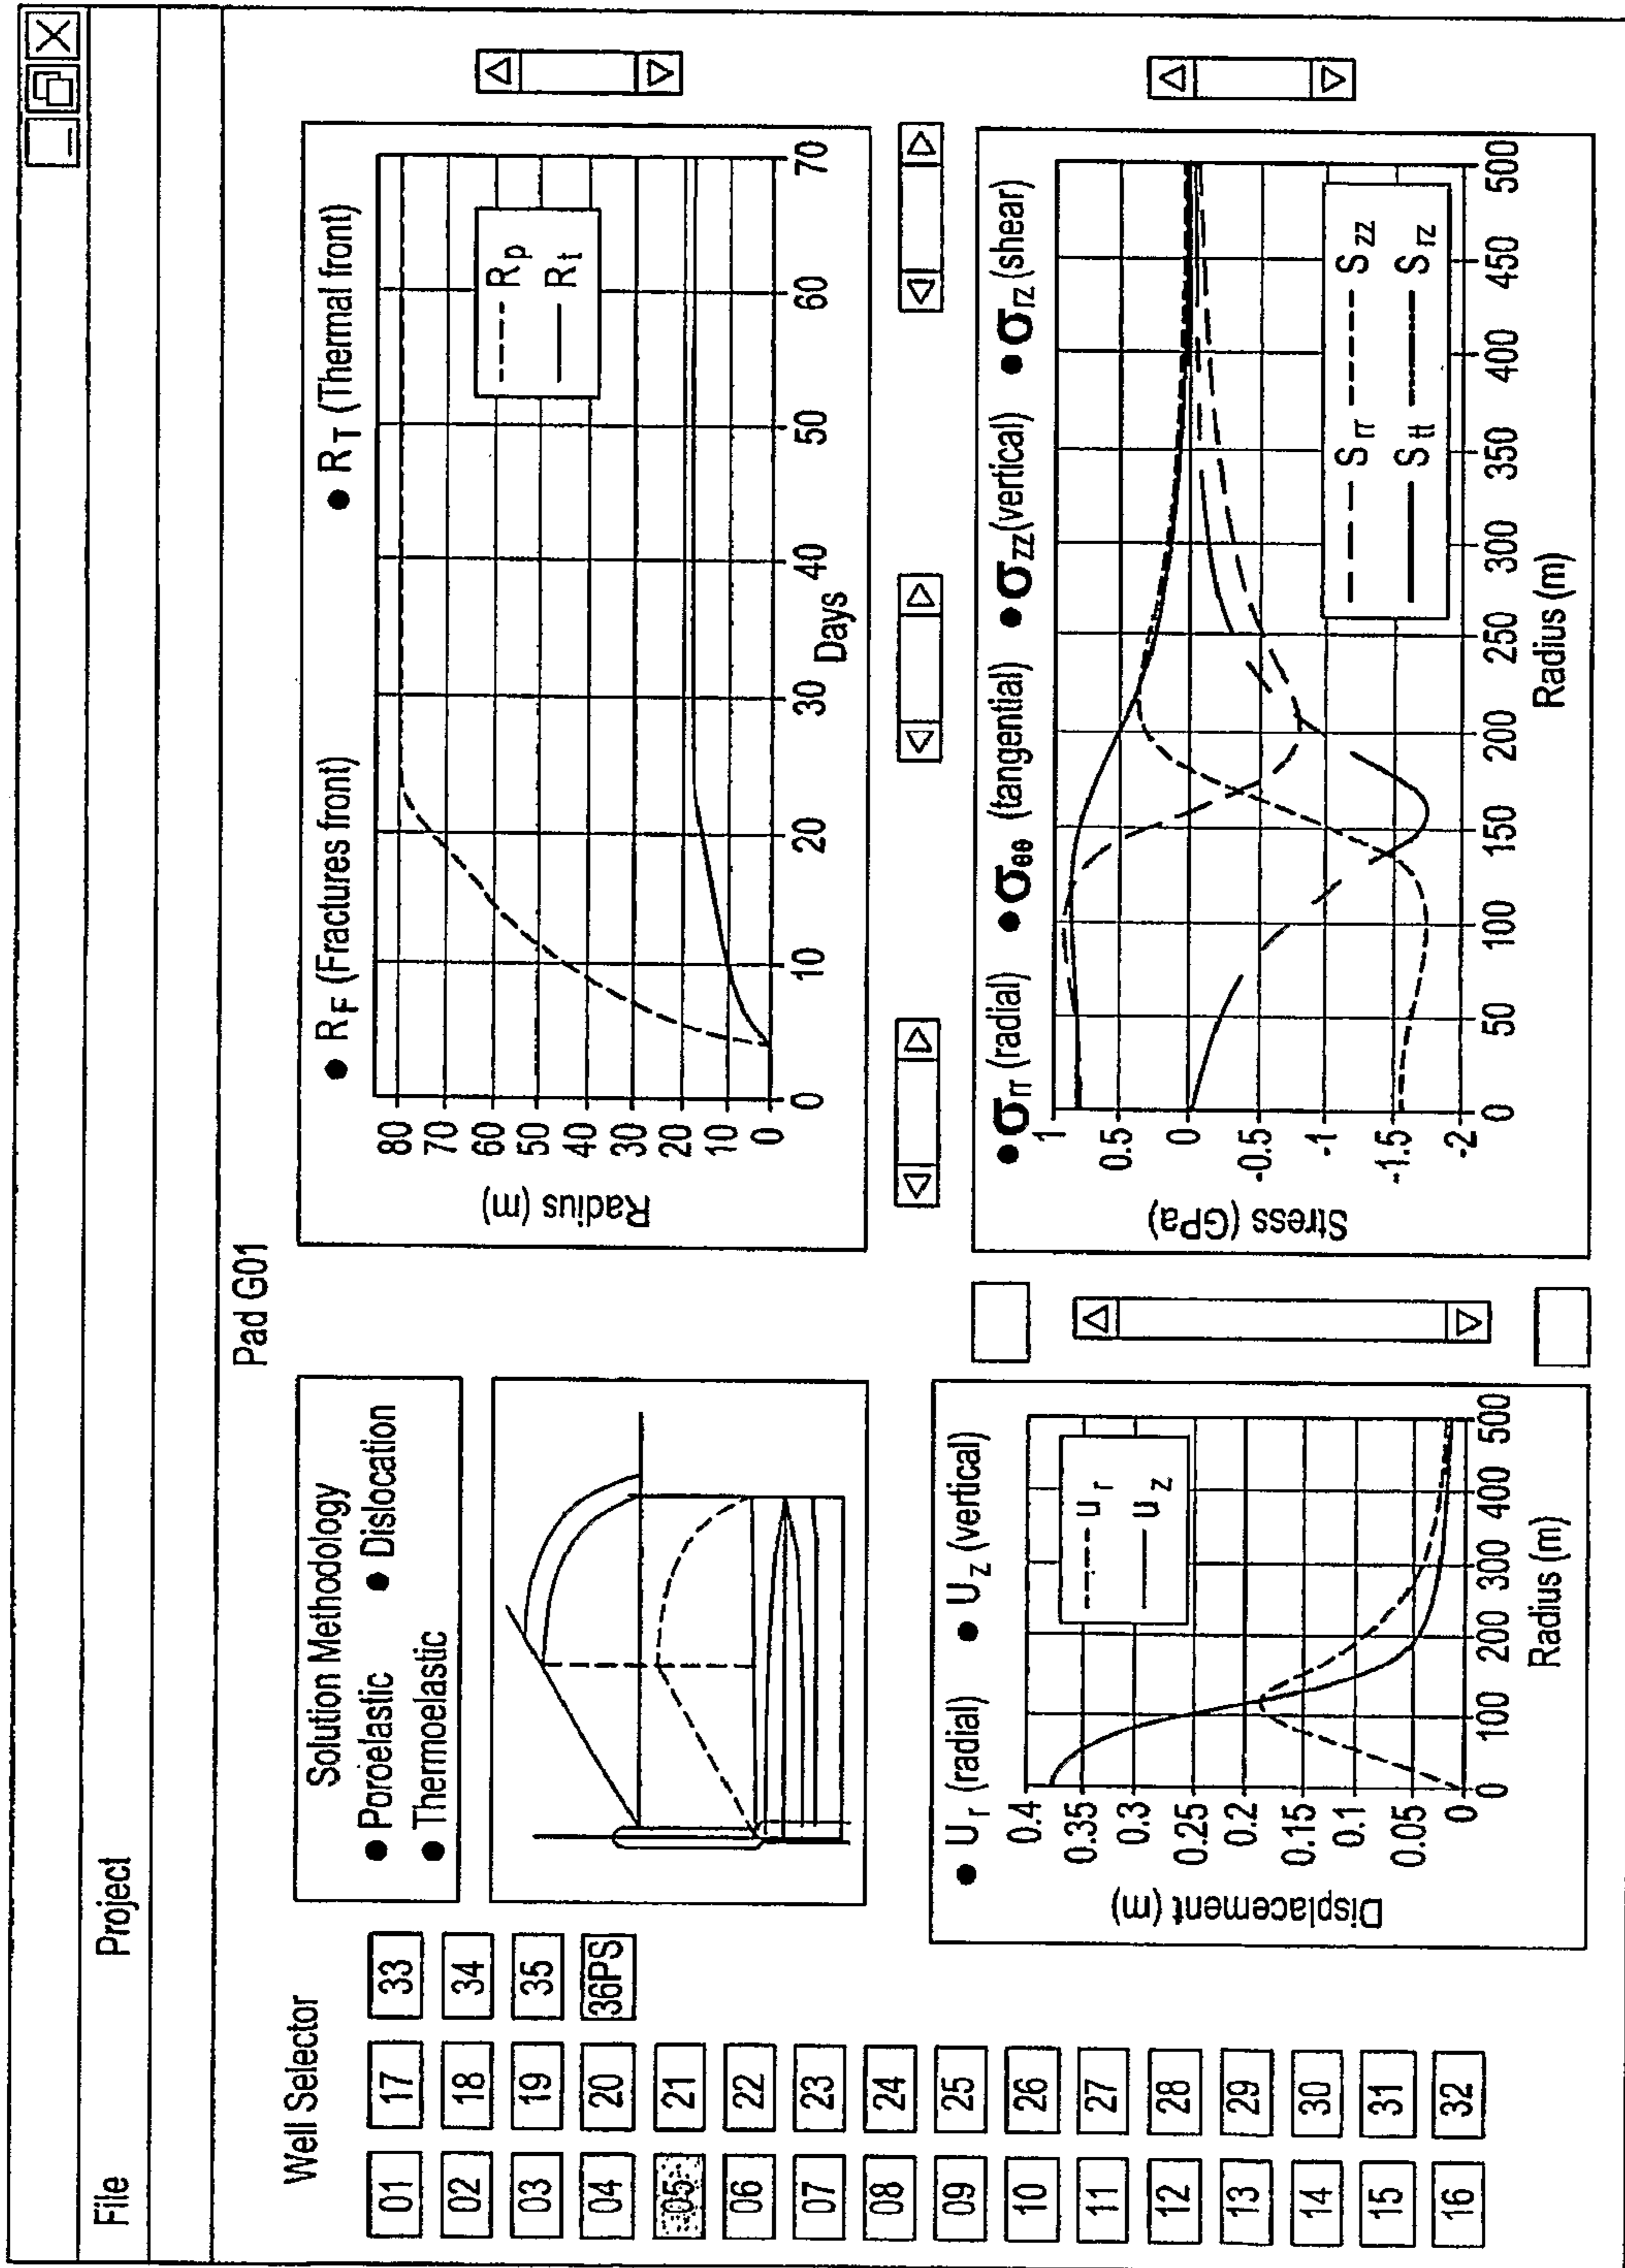 File Project
Pad G01
Well Selector
01 17 33
02 18 34
03 19 35
04 20 36PS
05 21
06 22
07 23
08 24
09 25
10 26
11 27
12 28
13 29
14 30
15 31
16 32
Solution Methodology
● Poroelastic ● Dislocation
● Thermoelastic
● R_F (Fractures front) ● R_T (Thermal front)
Radius (m)
80
70
60
50
40
30
20
10
0
0 10 20 30 40 50 60 70
Days
R_p
R_t
● U_r (radial) ● U_z (vertical)
Displacement (m)
0.4
0.35
0.3
0.25
0.2
0.15
0.1
0.05
0
0 100 200 300 400 500
Radius (m)
u_r
u_z
● σ_rr (radial) ● σ_θθ (tangential) ● σ_zz (vertical) ● σ_rz (shear)
Stress (GPa)
1
0.5
0
-0.5
-1
-1.5
-2
0 50 100 150 200 250 300 350 400 450 500
Radius (m)
S_rr S_zz
S_tt S_rz